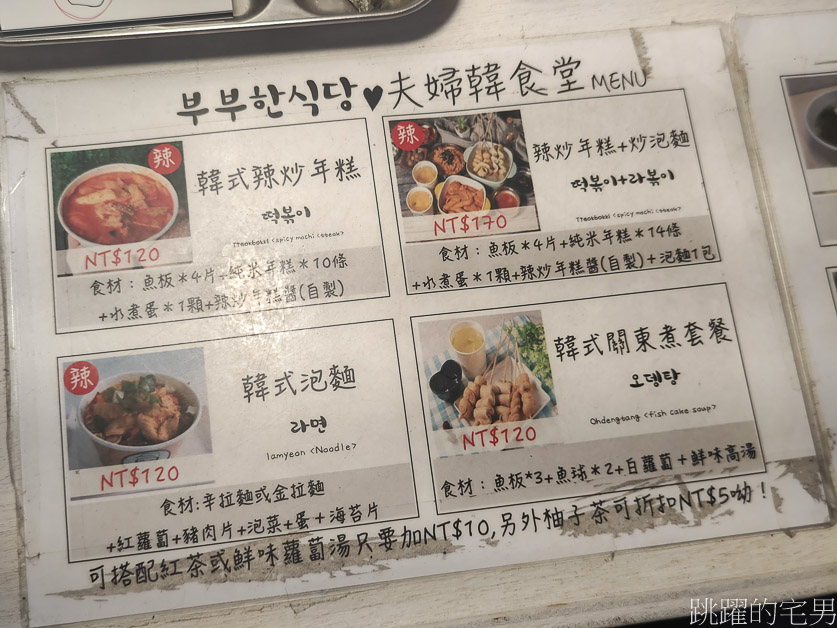 부부한식당♥夫婦韓食堂 MENU
辣
韓式辣炒年糕
떡볶이
NT$120
食材：魚板*4片+純米年糕*10條
+水煮蛋*1顆+辣炒年糕醬(自製)
辣
辣炒年糕+炒泡麵
떡볶이+라볶이
NT$170
食材：魚板*4片+純米年糕*14條
+水煮蛋*1顆+辣炒年糕醬(自製)+泡麵1包
辣
韓式泡麵
라면
lamyeon <Noodle>
NT$120
食材:辛拉麵或金拉麵
+紅蘿蔔+豬肉片+泡菜+蛋+海苔片
韓式關東煮套餐
오뎅탕
Ohdengtang <fish cake soup>
NT$120
食材：魚板*3+魚球*2+白蘿蔔+鮮味高湯
可搭配紅茶或鮮味蘿蔔湯只要加NT$10,另外柚子茶可折扣NT$5呦！
跳躍的宅男